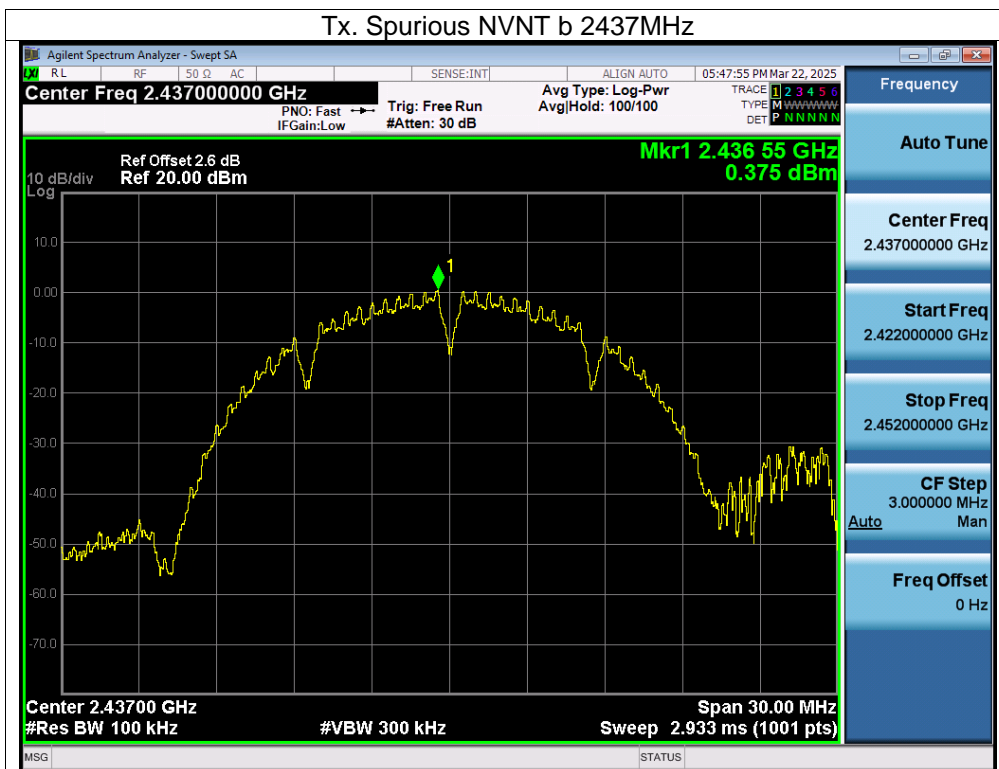 Tx. Spurious NVNT b 2437MHz
Agilent Spectrum Analyzer - Swept SA
LXI RL RF 50 Ω AC SENSE:INT ALIGN AUTO 05:47:55 PM Mar 22, 2025
Center Freq 2.437000000 GHz
PNO: Fast
IFGain:Low
Trig: Free Run
#Atten: 30 dB
Avg Type: Log-Pwr
Avg|Hold: 100/100
TRACE 1 2 3 4 5 6
TYPE M WWWWW
DET P N N N N N
Frequency
Mkr1 2.436 55 GHz
0.375 dBm
Ref Offset 2.6 dB
10 dB/div Ref 20.00 dBm
Log
10.0
0.00
-10.0
-20.0
-30.0
-40.0
-50.0
-60.0
-70.0
1
Center 2.43700 GHz Span 30.00 MHz
#Res BW 100 kHz #VBW 300 kHz Sweep 2.933 ms (1001 pts)
Auto Tune
Center Freq
2.437000000 GHz
Start Freq
2.422000000 GHz
Stop Freq
2.452000000 GHz
CF Step
3.000000 MHz
Auto Man
Freq Offset
0 Hz
MSG STATUS